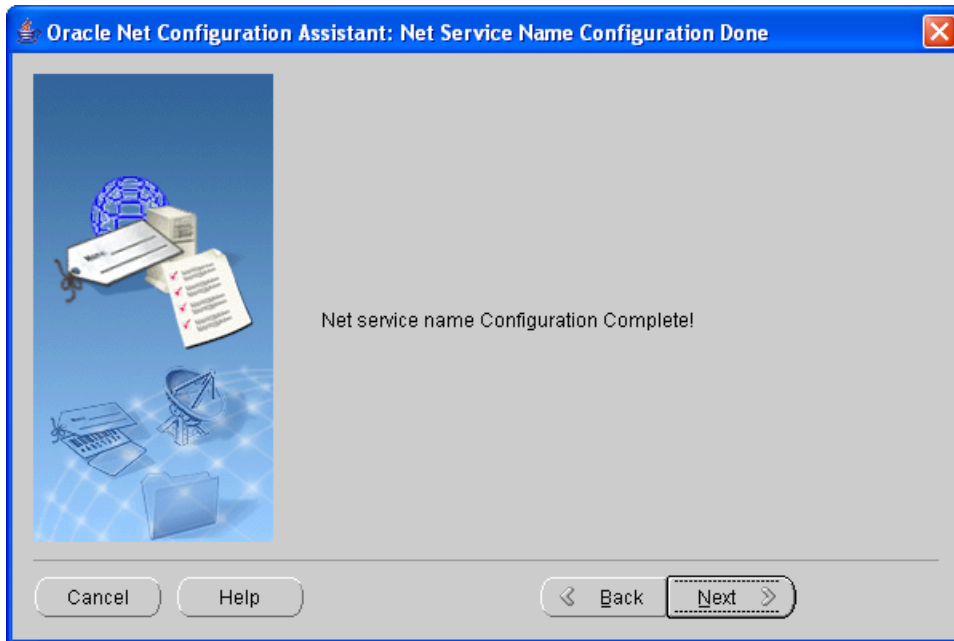 Oracle Net Configuration Assistant: Net Service Name Configuration Done
Net service name Configuration Complete!
Cancel
Help
Back
Next